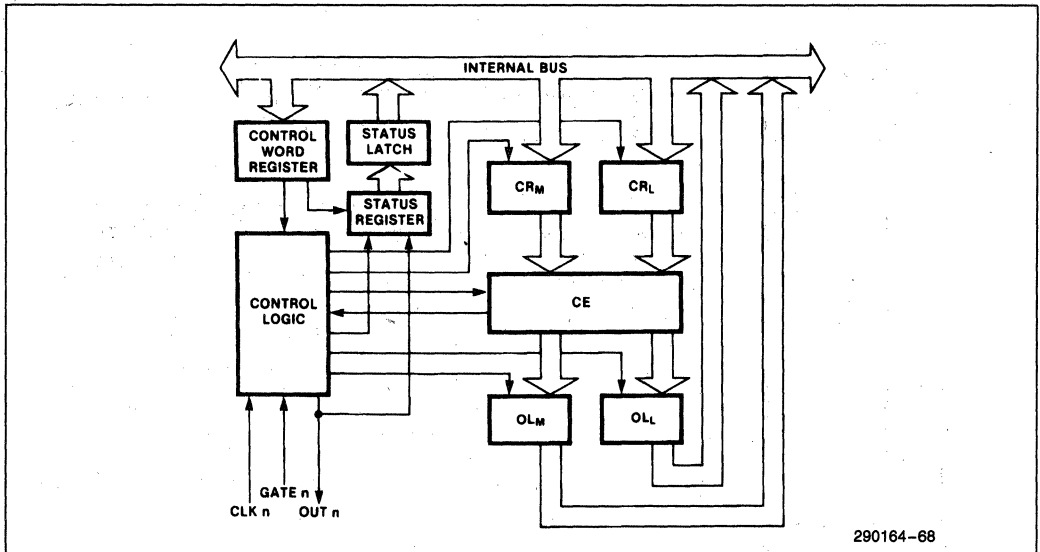 INTERNAL BUS
CONTROL
WORD
REGISTER
STATUS
LATCH
STATUS
REGISTER
CRM
CRL
CONTROL
LOGIC
CE
OLM
OLL
CLK n
GATE n
OUT n
290164-68